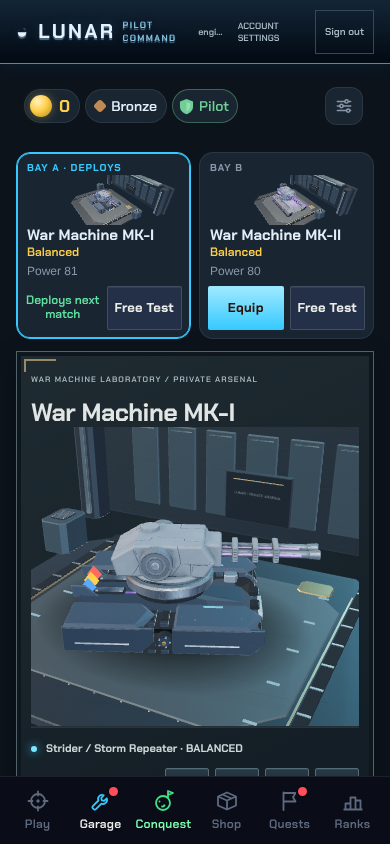 LUNAR
PILOT
COMMAND
engi...
ACCOUNT
SETTINGS
Sign out
0
Bronze
Pilot
BAY A · DEPLOYS
War Machine MK-I
Balanced
Power 81
Deploys next
match
Free Test
BAY B
War Machine MK-II
Balanced
Power 80
Equip
Free Test
WAR MACHINE LABORATORY / PRIVATE ARSENAL
War Machine MK-I
Strider / Storm Repeater · BALANCED
Play
Garage
Conquest
Shop
Quests
Ranks